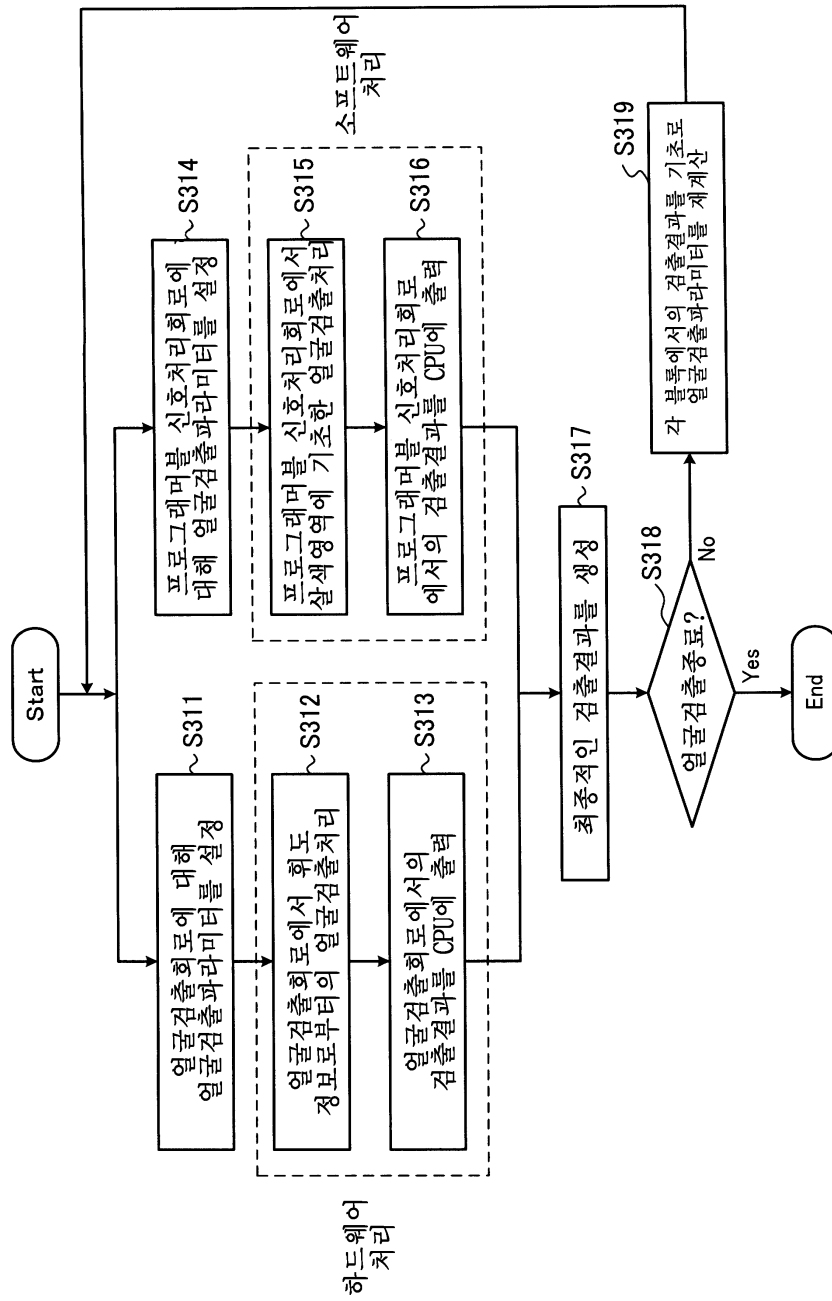 Start
S311
얼굴검출회로에 대해
얼굴검출파라미터를 설정
S314
프로그래머블 신호처리회로에
대해 얼굴검출파라미터를 설정
하드웨어
처리
S312
얼굴검출회로에서 휘도
정보로부터의 얼굴검출처리
S313
얼굴검출회로에서의
검출결과를 CPU에 출력
소프트웨어
처리
S315
프로그래머블 신호처리회로에서
살색영역에 기초한 얼굴검출처리
S316
프로그래머블 신호처리회로
에서의 검출결과를 CPU에 출력
S317
최종적인 검출결과를 생성
S318
얼굴검출종료?
No
Yes
S319
각 블록에서의 검출결과를 기초로
얼굴검출파라미터를 재계산
End